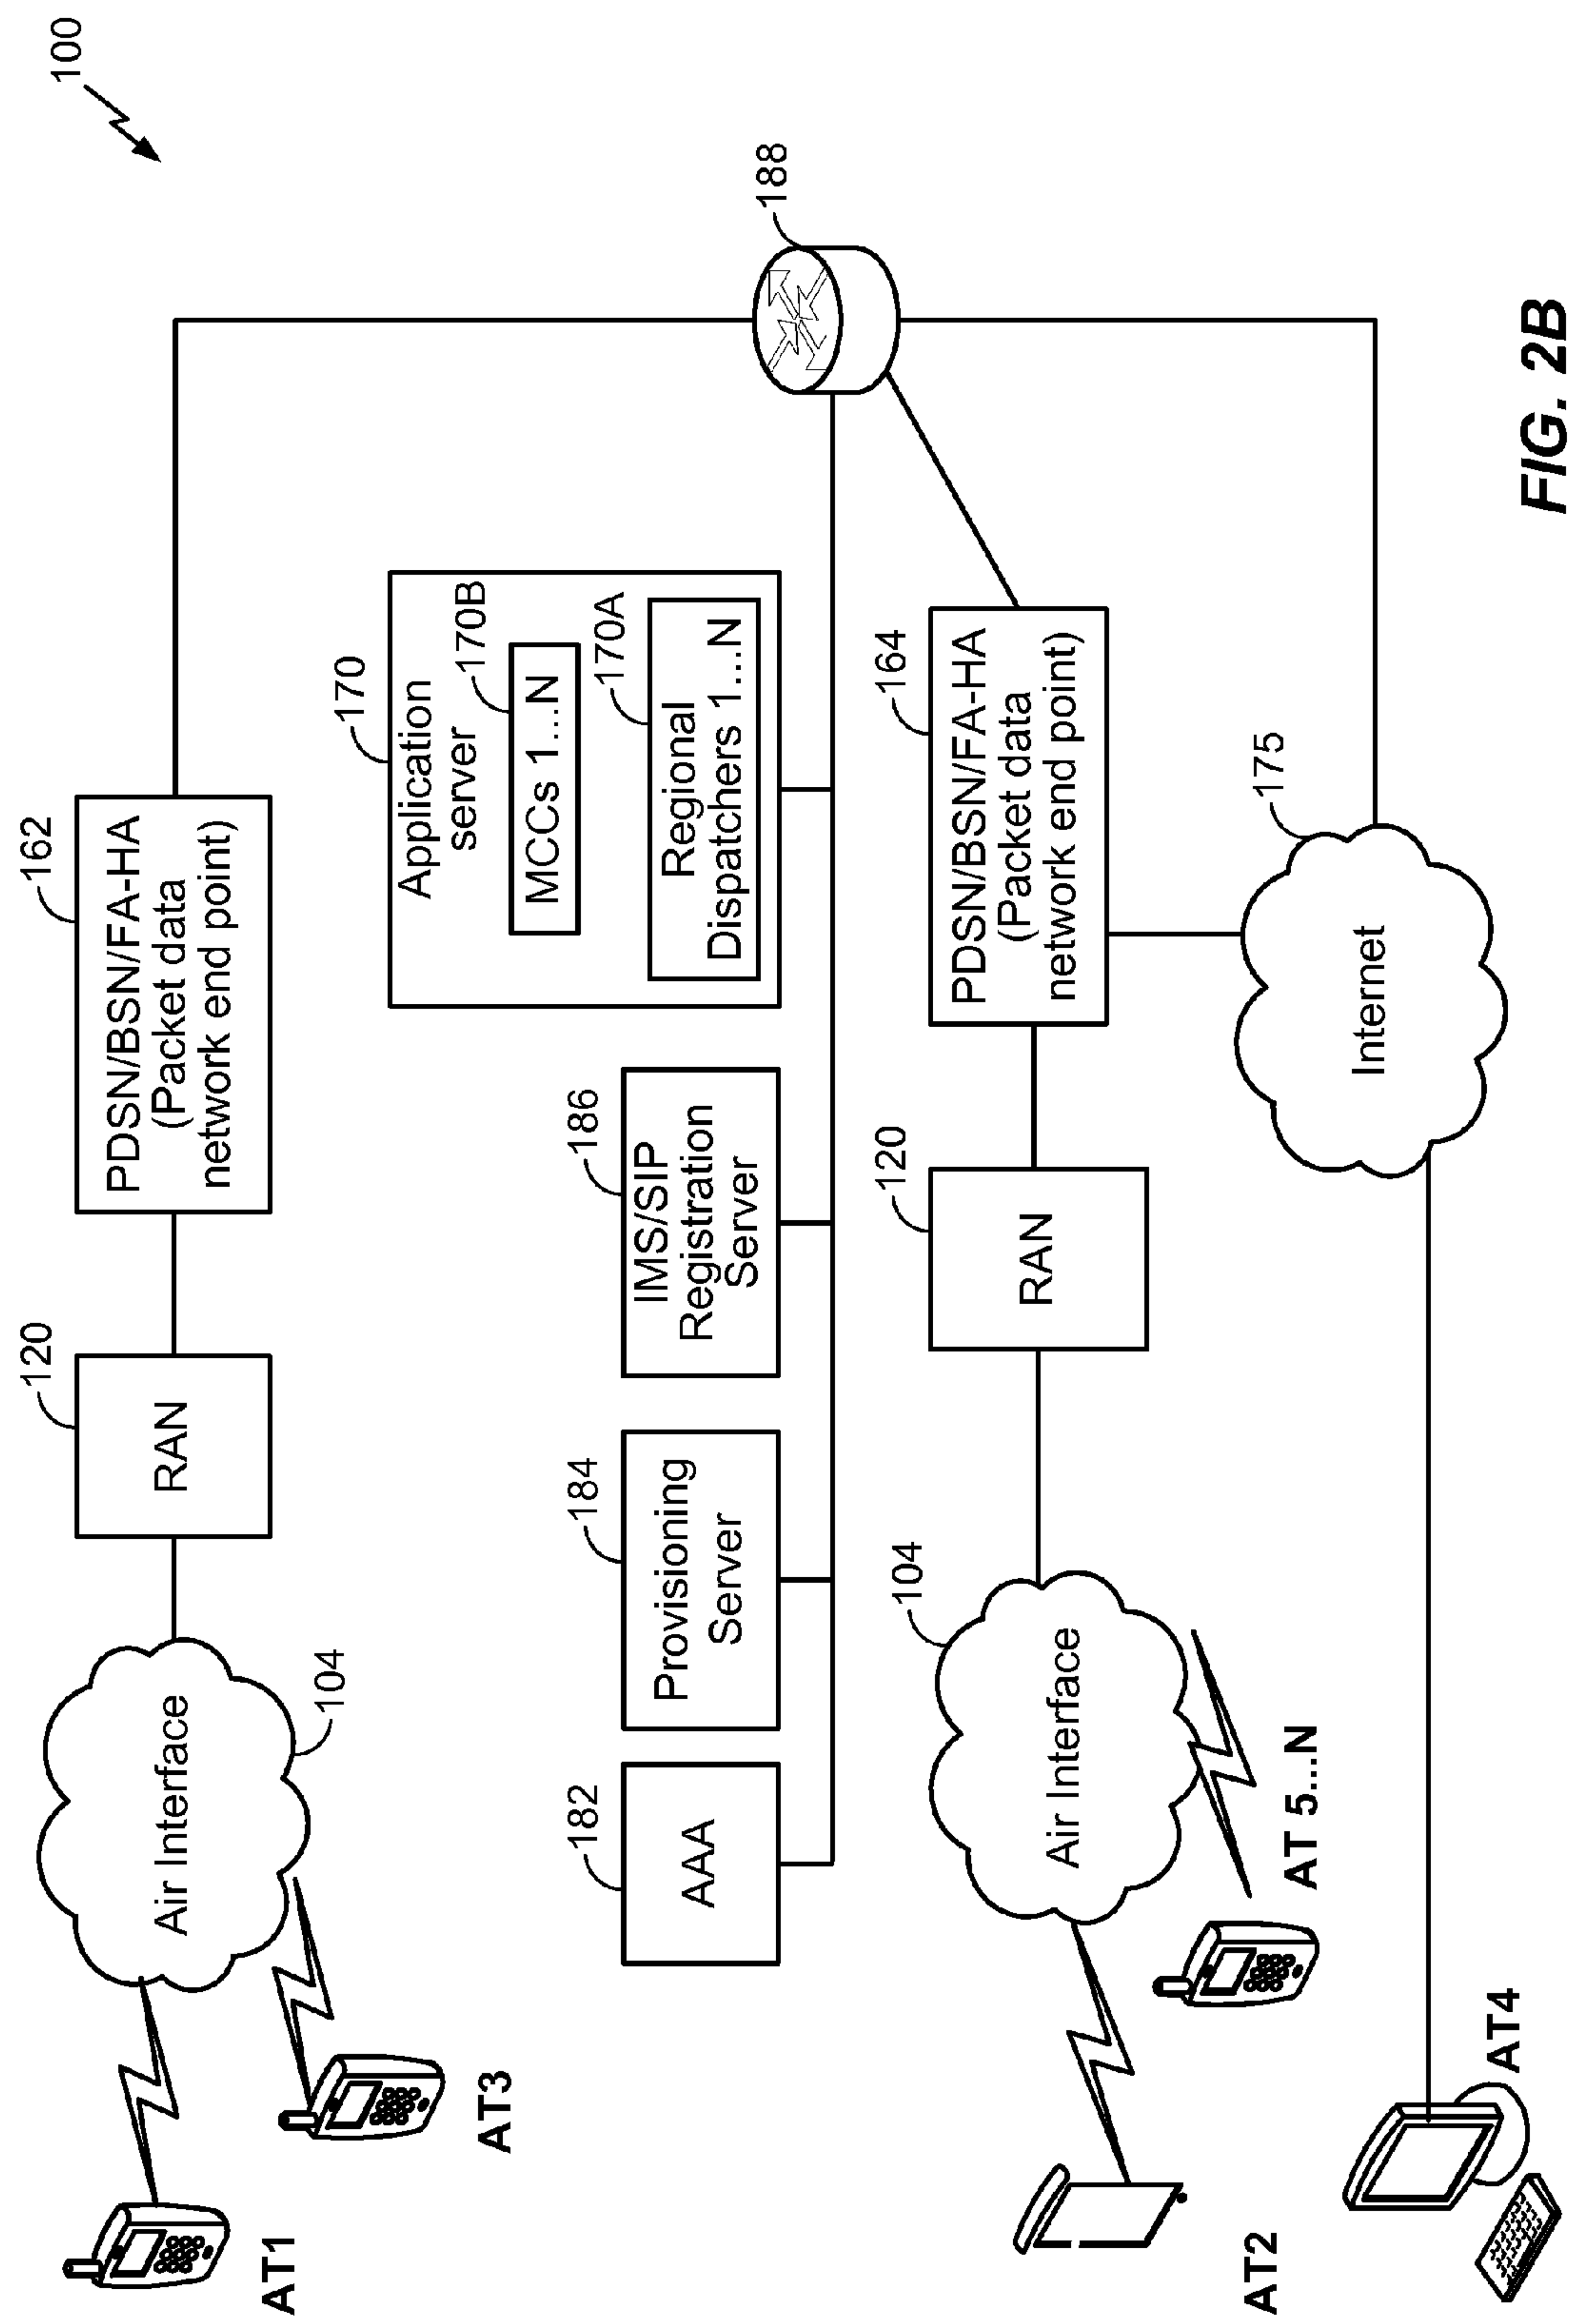 100
120
162
RAN
PDSN/BSN/FA-HA
(Packet data
network end point)
Air Interface
104
AT1
AT3
170
Application
server
170B
MCCs 1...N
170A
Regional
Dispatchers 1...N
188
182
AAA
184
Provisioning
Server
186
IMS/SIP
Registration
Server
104
Air Interface
120
RAN
164
PDSN/BSN/FA-HA
(Packet data
network end point)
AT2
AT 5...N
175
Internet
AT4
FIG. 2B